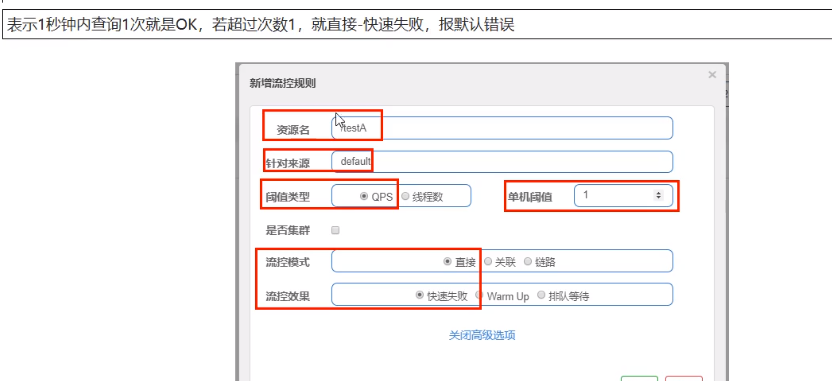 表示1秒钟内查询1次就是OK，若超过次数1，就直接-快速失败，报默认错误
新增流控规则 ×
资源名 /testA
针对来源 default
阈值类型 QPS 线程数 单机阈值 1
是否集群
流控模式 直接 关联 链路
流控效果 快速失败 Warm Up 排队等待
关闭高级选项